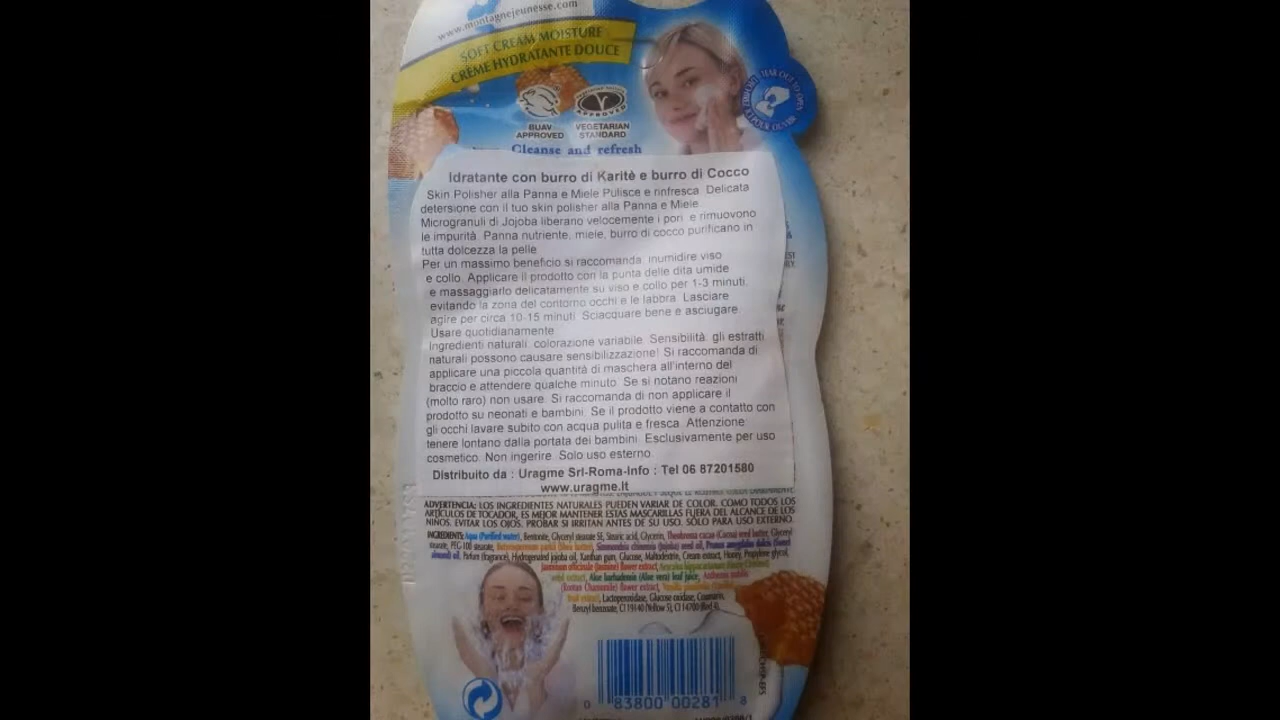 www.montagnejeunesse.com
SOFT CREAM MOISTURE
CRÈME HYDRATANTE DOUCE
TEAR OUT TO OPEN
BUAV APPROVED
VEGETARIAN STANDARD
APPROVED
Cleanse and refresh
Idratante con burro di Karitè e burro di Cocco
Skin Polisher alla Panna e Miele Pulisce e rinfresca. Delicata
detersione con il tuo skin polisher alla Panna e Miele.
Microgranuli di Jojoba liberano velocemente i pori e rimuovono
le impurità. Panna nutriente, miele, burro di cocco purificano in
tutta dolcezza la pelle
Per un massimo beneficio si raccomanda: inumidire viso
e collo. Applicare il prodotto con la punta delle dita umide
e massaggiarlo delicatamente su viso e collo per 1-3 minuti,
evitando la zona del contorno occhi e le labbra. Lasciare
agire per circa 10-15 minuti. Sciacquare bene e asciugare.
Usare quotidianamente.
Ingredienti naturali: colorazione variabile. Sensibilità: gli estratti
naturali possono causare sensibilizzazione! Si raccomanda di
applicare una piccola quantità di maschera all'interno del
braccio e attendere qualche minuto. Se si notano reazioni
(molto raro) non usare. Si raccomanda di non applicare il
prodotto su neonati e bambini. Se il prodotto viene a contatto con
gli occhi lavare subito con acqua pulita e fresca. Attenzione
tenere lontano dalla portata dei bambini. Esclusivamente per uso
cosmetico. Non ingerire. Solo uso esterno.
Distribuito da : Uragme Srl-Roma-Info : Tel 06 87201580
www.uragme.It
ADVERTENCIA: LOS INGREDIENTES NATURALES PUEDEN VARIAR DE COLOR. COMO TODOS LOS
ARTÍCULOS DE TOCADOR, ES MEJOR MANTENER ESTAS MASCARILLAS FUERA DEL ALCANCE DE LOS
NIÑOS. EVITAR LOS OJOS. PROBAR SI IRRITAN ANTES DE SU USO. SÓLO PARA USO EXTERNO.
INGREDIENTS: Aqua (Purified water), Bentonite, Glyceryl stearate SE, Stearic acid, Glycerin, Theobroma cacao (Cocoa) seed butter, Glyceryl
stearate, PEG-100 stearate, Butyrospermum parkii (Shea butter), Simmondsia chinensis (Jojoba) seed oil, Prunus amygdalus dulcis (Sweet
almond) oil, Parfum (fragrance), Hydrogenated jojoba oil, Xanthan gum, Glucose, Maltodextrin, Cream extract, Honey, Propylene glycol,
Jasminum officinale (Jasmine) flower extract,
seed extract, Aloe barbadensis (Aloe vera) leaf juice, Anthemis nobilis
(Roman Chamomile) flower extract, Vanilla
fruit extract, Lactoperoxidase, Glucose oxidase, Coumarin,
Benzyl benzoate, CI 19140 (Yellow 5), CI 14700 (Red 4).
0 83800 00281 8